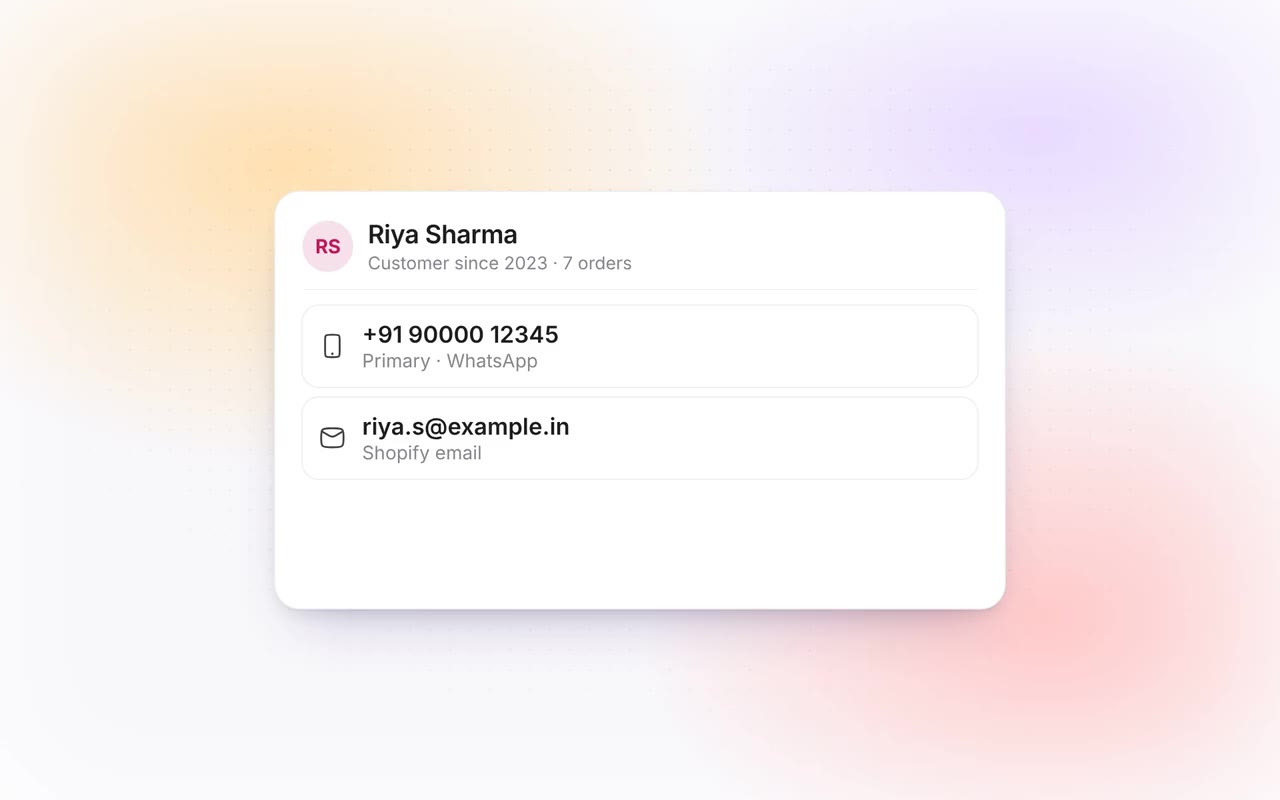 RS
Riya Sharma
Customer since 2023 · 7 orders
+91 90000 12345
Primary · WhatsApp
riya.s@example.in
Shopify email